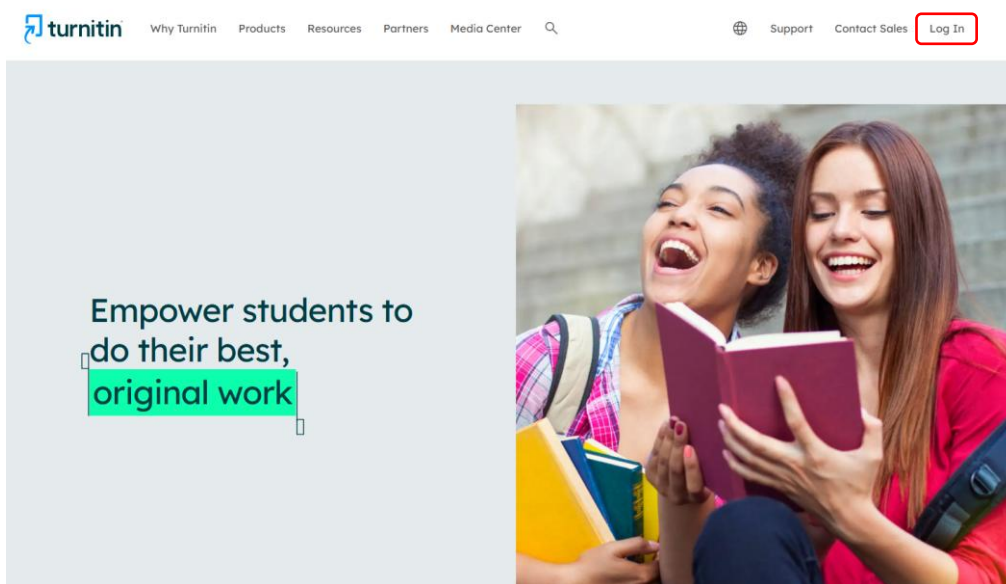 turnitin Why Turnitin Products Resources Partners Media Center Support Contact Sales Log In
Empower students to
do their best,
original work